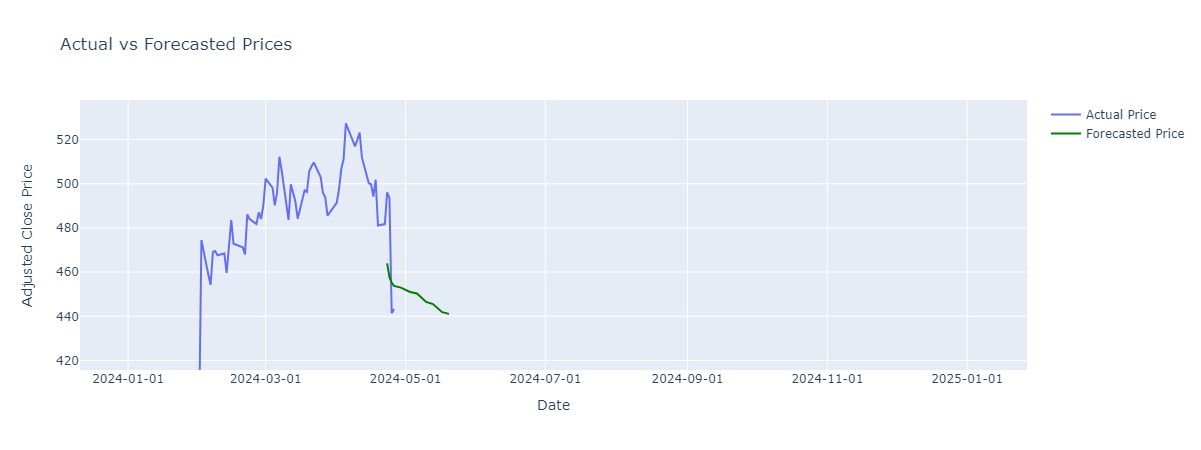 Actual vs Forecasted Prices
Actual Price
Forecasted Price
Adjusted Close Price
520
500
480
460
440
420
2024-01-01 2024-03-01 2024-05-01 2024-07-01 2024-09-01 2024-11-01 2025-01-01
Date